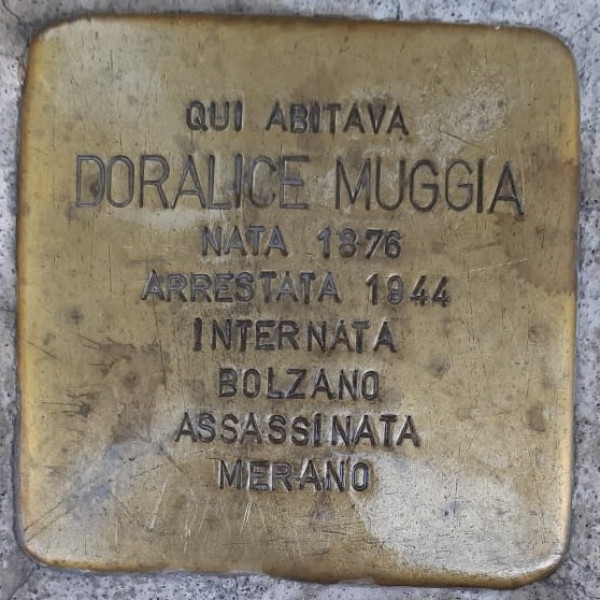 QUI ABITAVA
DORALICE MUGGIA
NATA 1876
ARRESTATA 1944
INTERNATA
BOLZANO
ASSASSINATA
MERANO